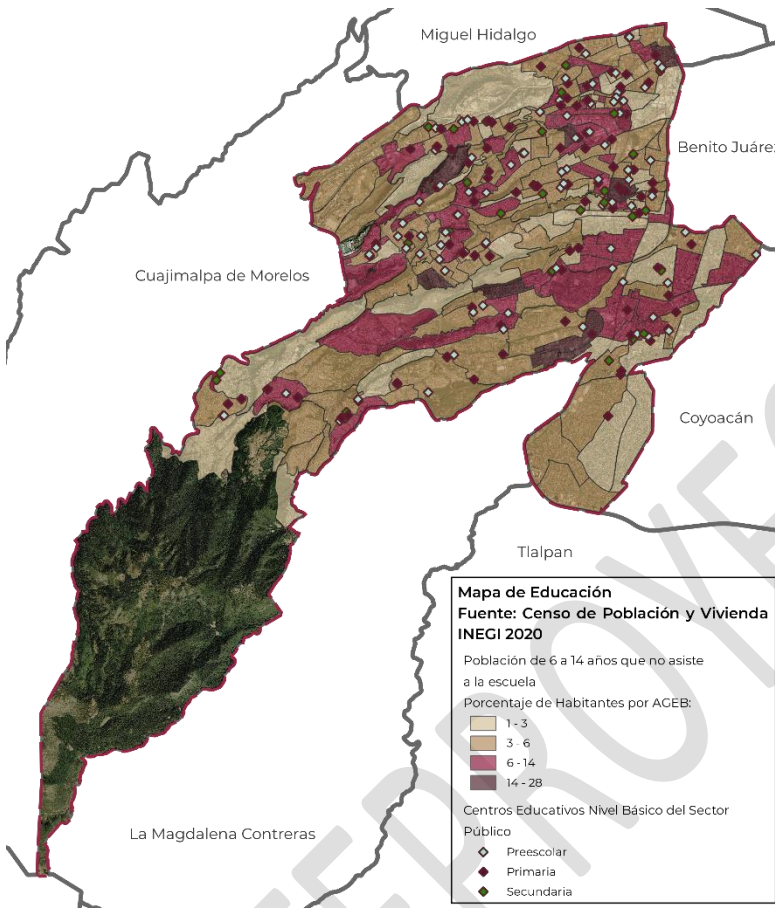 Miguel Hidalgo
Benito Juárez
Cuajimalpa de Morelos
Coyoacán
Tlalpan
La Magdalena Contreras
Mapa de Educación
Fuente: Censo de Población y Vivienda
INEGI 2020
Población de 6 a 14 años que no asiste
a la escuela
Porcentaje de Habitantes por AGEB:
1 - 3
3 - 6
6 - 14
14 - 28
Centros Educativos Nivel Básico del Sector
Público
Preescolar
Primaria
Secundaria